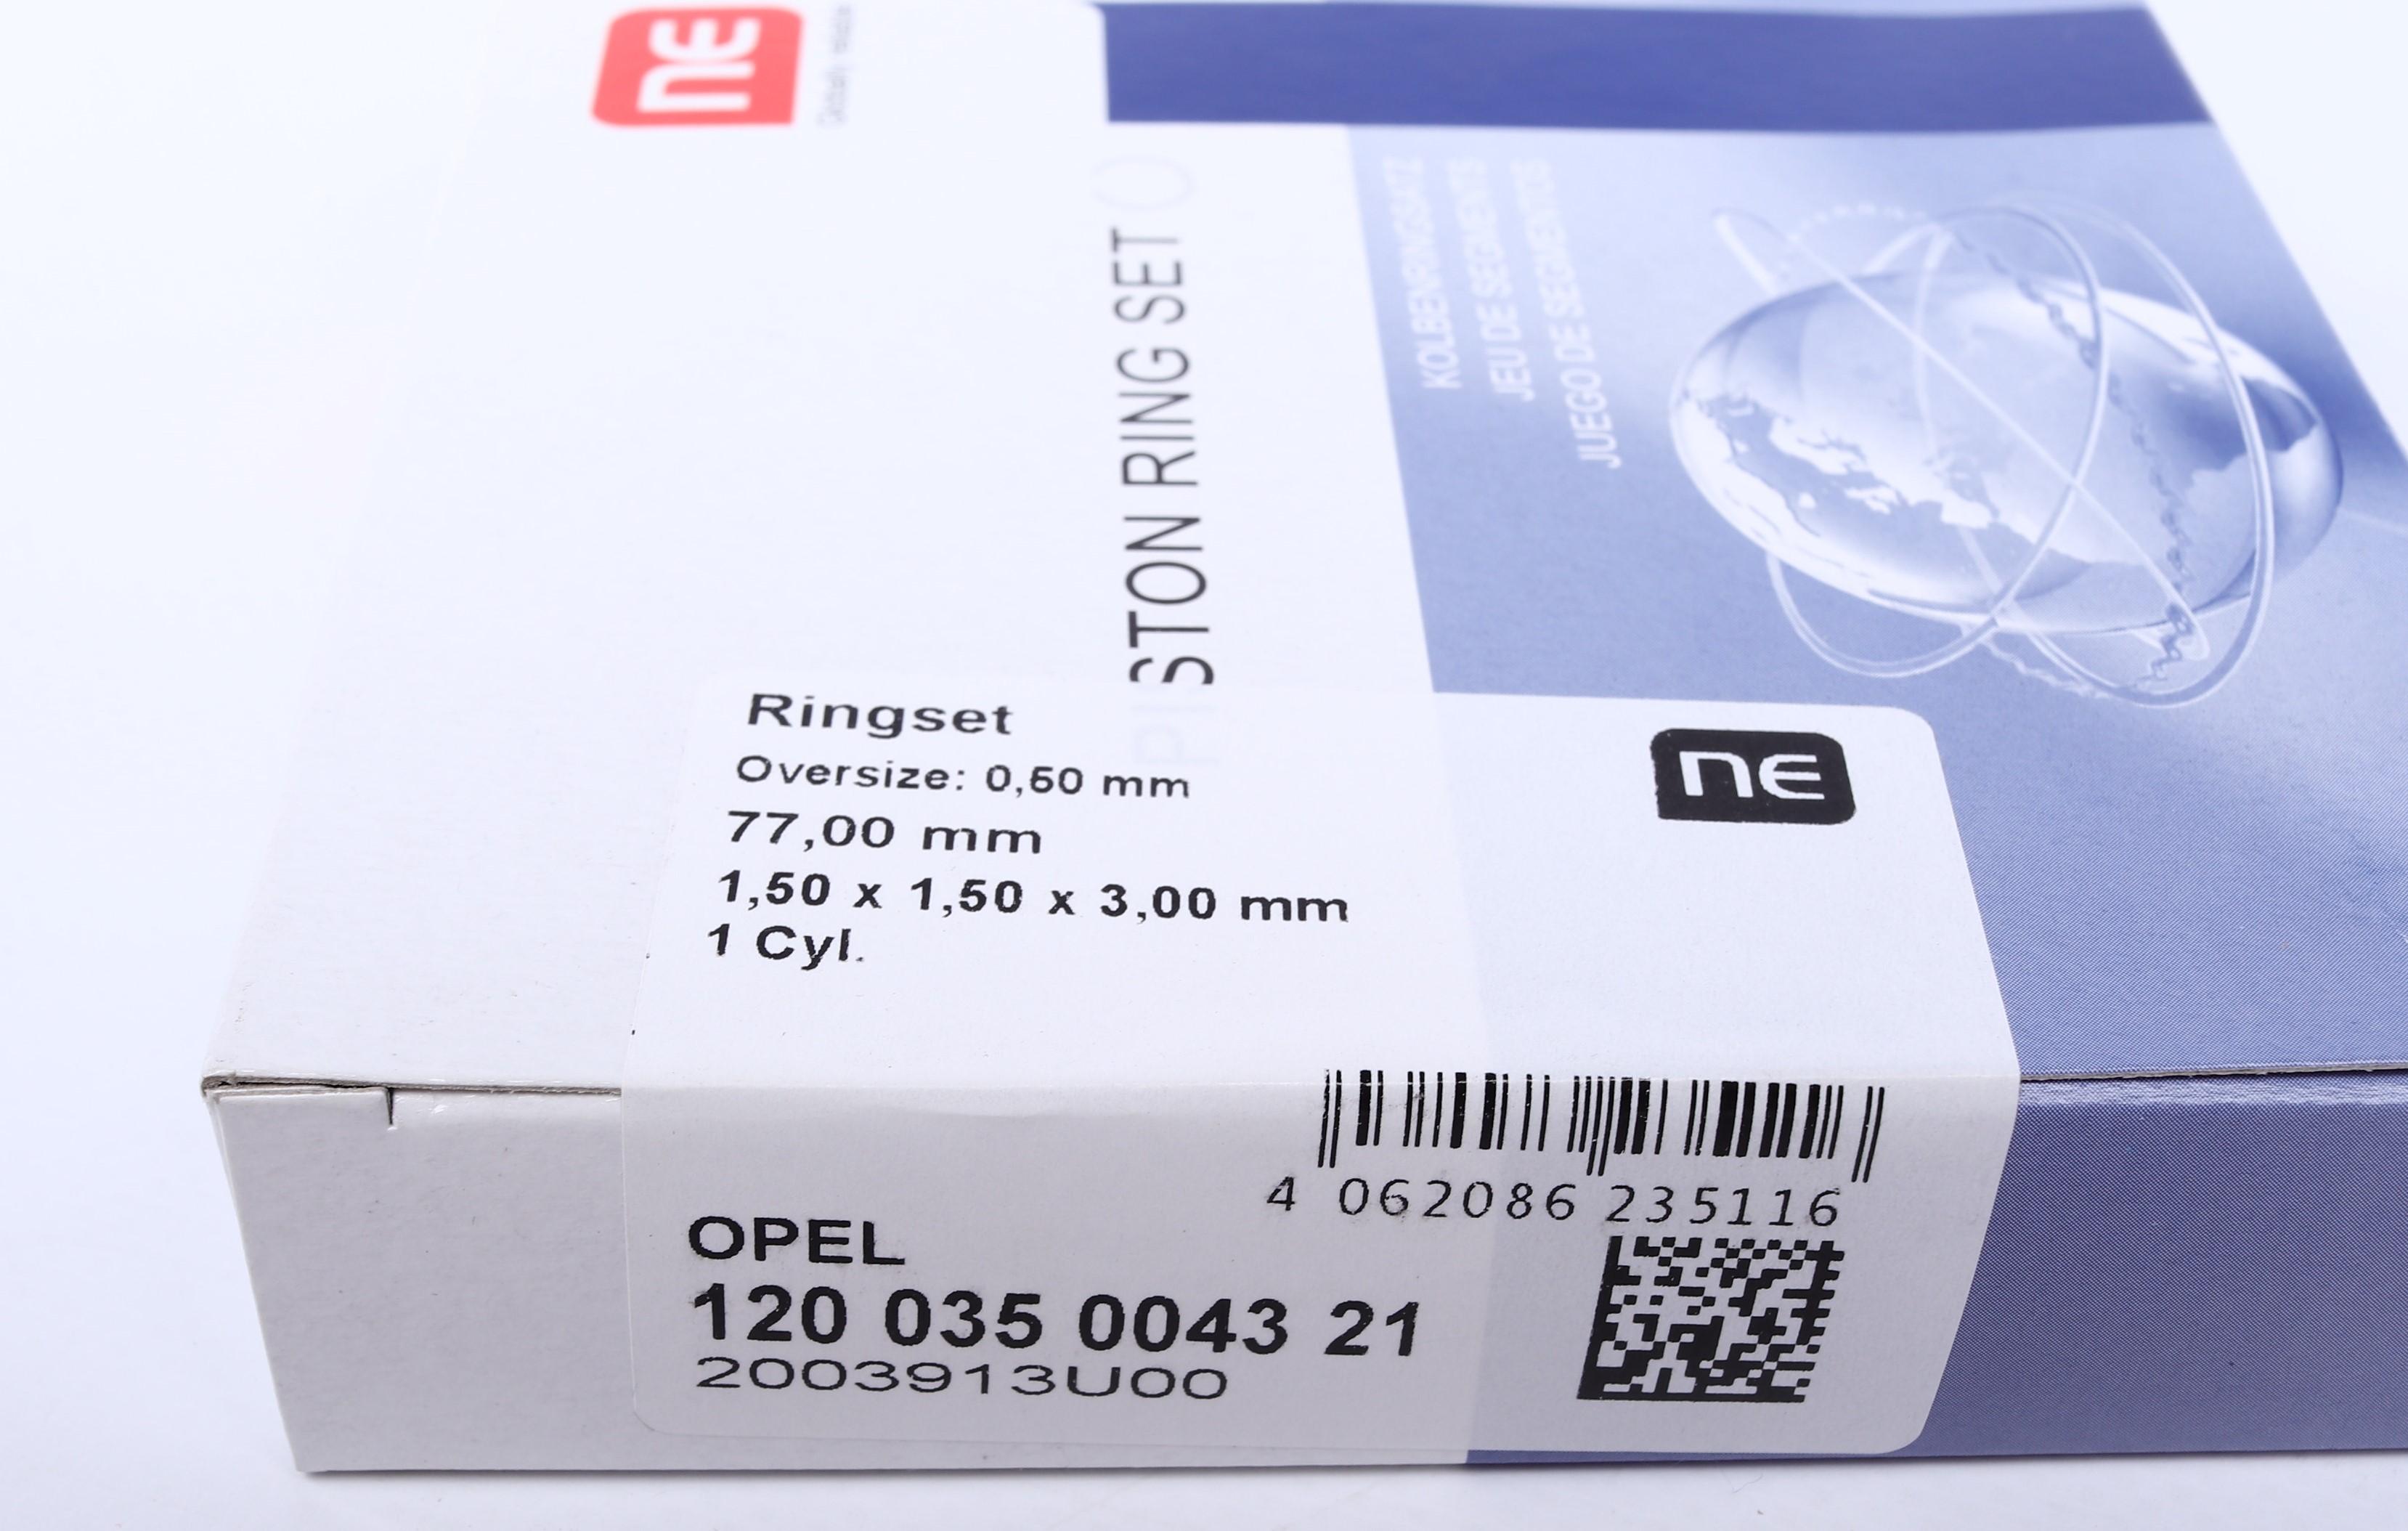 ne
PISTON RING SET
KOLBENRINGSATZ
JEU DE SEGMENTS
JUEGO DE SEGMENTOS
Ringset
Oversize: 0,50 mm
77,00 mm
1,50 x 1,50 x 3,00 mm
1 Cyl.
ne
4 062086 235116
OPEL
120 035 0043 21
2003913U00